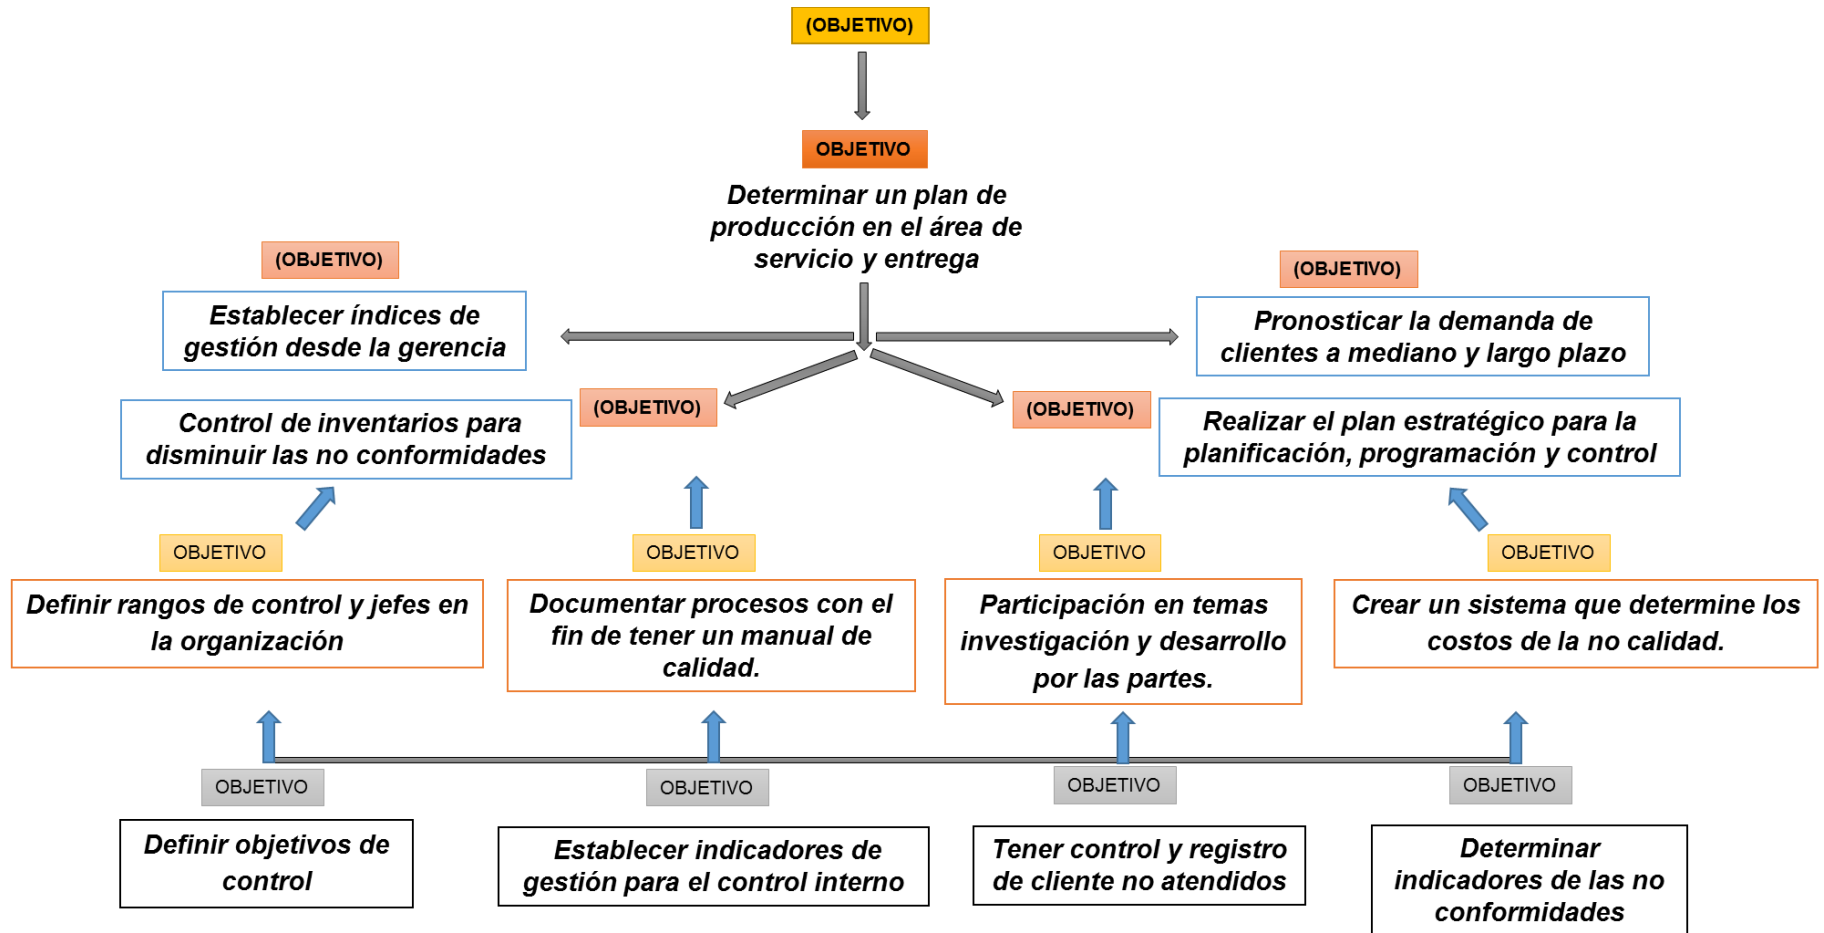 (OBJETIVO)
OBJETIVO
Determinar un plan de
producción en el área de
servicio y entrega
(OBJETIVO)
Establecer índices de
gestión desde la gerencia
(OBJETIVO)
Pronosticar la demanda de
clientes a mediano y largo plazo
Control de inventarios para
disminuir las no conformidades
(OBJETIVO)
(OBJETIVO)
Realizar el plan estratégico para la
planificación, programación y control
OBJETIVO
OBJETIVO
OBJETIVO
OBJETIVO
Definir rangos de control y jefes en
la organización
Documentar procesos con el
fin de tener un manual de
calidad.
Participación en temas
investigación y desarrollo
por las partes.
Crear un sistema que determine los
costos de la no calidad.
OBJETIVO
OBJETIVO
OBJETIVO
OBJETIVO
Definir objetivos de
control
Establecer indicadores de
gestión para el control interno
Tener control y registro
de cliente no atendidos
Determinar
indicadores de las no
conformidades